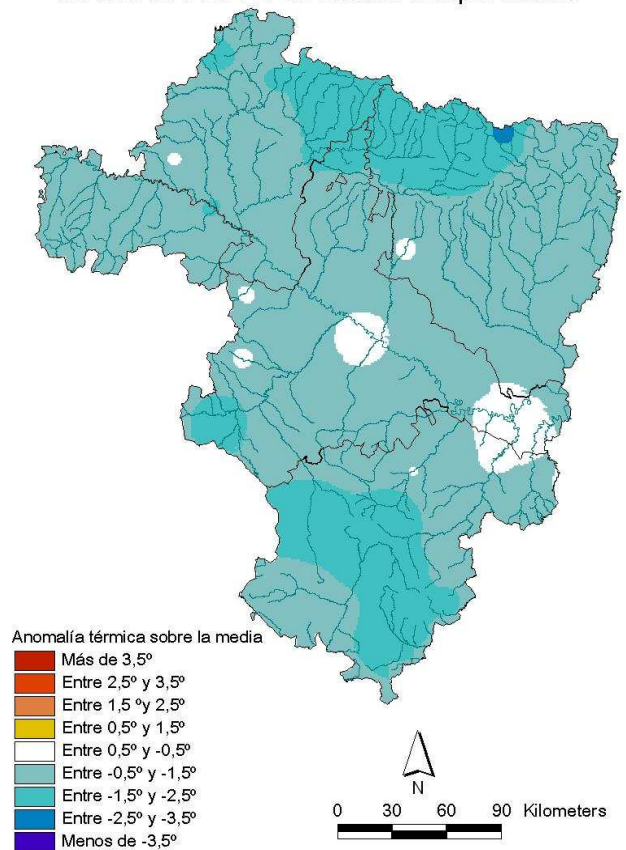 Anomalía térmica sobre la media
Más de 3,5º
Entre 2,5º y 3,5º
Entre 1,5 º y 2,5º
Entre 0,5º y 1,5º
Entre 0,5º y -0,5º
Entre -0,5º y -1,5º
Entre -1,5º y -2,5º
Entre -2,5º y -3,5º
Menos de -3,5º
N
0 30 60 90 Kilometers